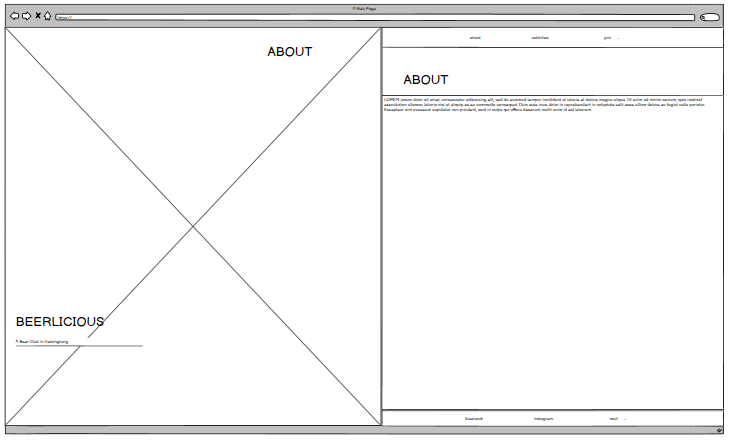 A Web Page
https://
ABOUT
BEERLICIOUS
A Beer Club in Helsingborg
about activities join
ABOUT
LOREM ipsum dolor sit amet, consectetur adipisicing elit, sed do eiusmod tempor incididunt ut labore et dolore magna aliqua. Ut enim ad minim veniam, quis nostrud
exercitation ullamco laboris nisi ut aliquip ex ea commodo consequat. Duis aute irure dolor in reprehenderit in voluptate velit esse cillum dolore eu fugiat nulla pariatur.
Excepteur sint occaecat cupidatat non proident, sunt in culpa qui officia deserunt mollit anim id est laborum.
facebook instagram mail